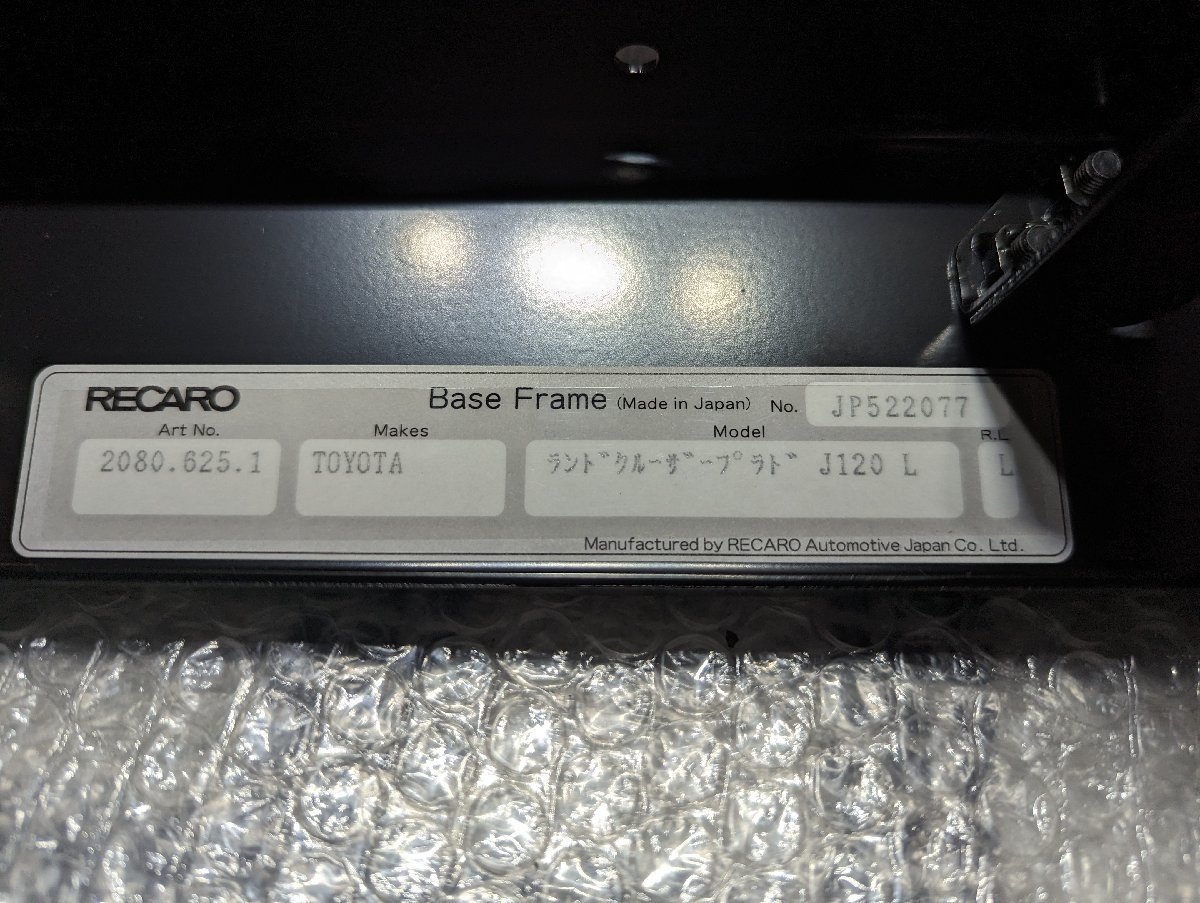 RECARO Base Frame (Made in Japan) No. JP522077
Art No. Makes Model R.L
2080.625.1 TOYOTA ﾗﾝﾄﾞｸﾙｰｻﾞｰﾌﾟﾗﾄﾞ J120 L L
Manufactured by RECARO Automotive Japan Co. Ltd.